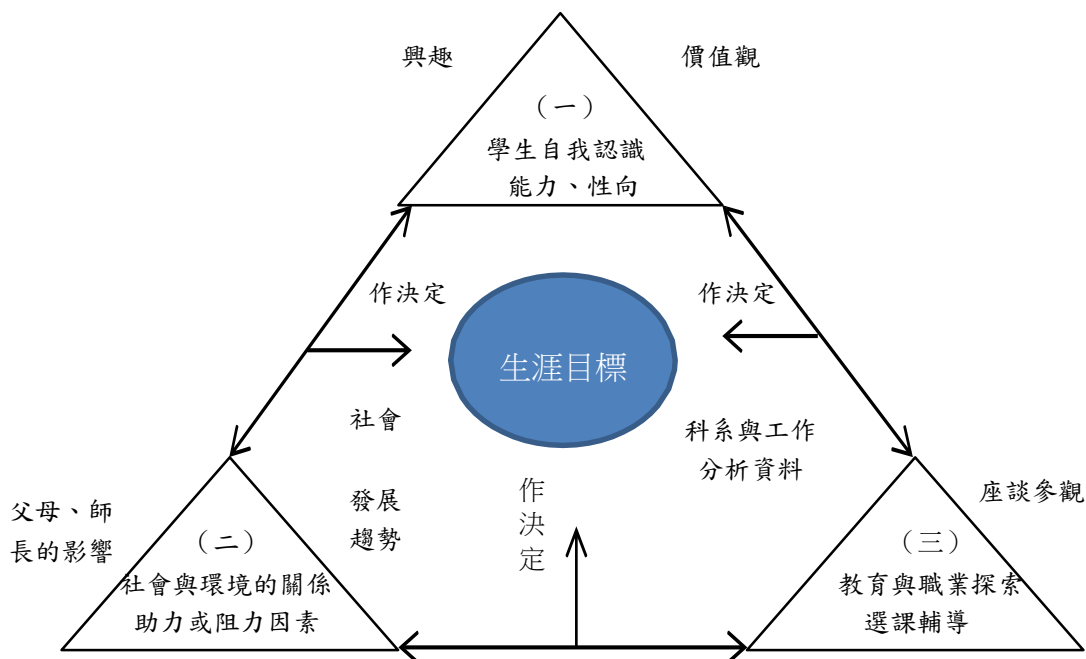 興趣
價值觀
（一）
學生自我認識
能力、性向
作決定
作決定
生涯目標
社會
科系與工作
分析資料
父母、師
長的影響
發展
趨勢
作
決
定
座談參觀
（二）
社會與環境的關係
助力或阻力因素
（三）
教育與職業探索
選課輔導